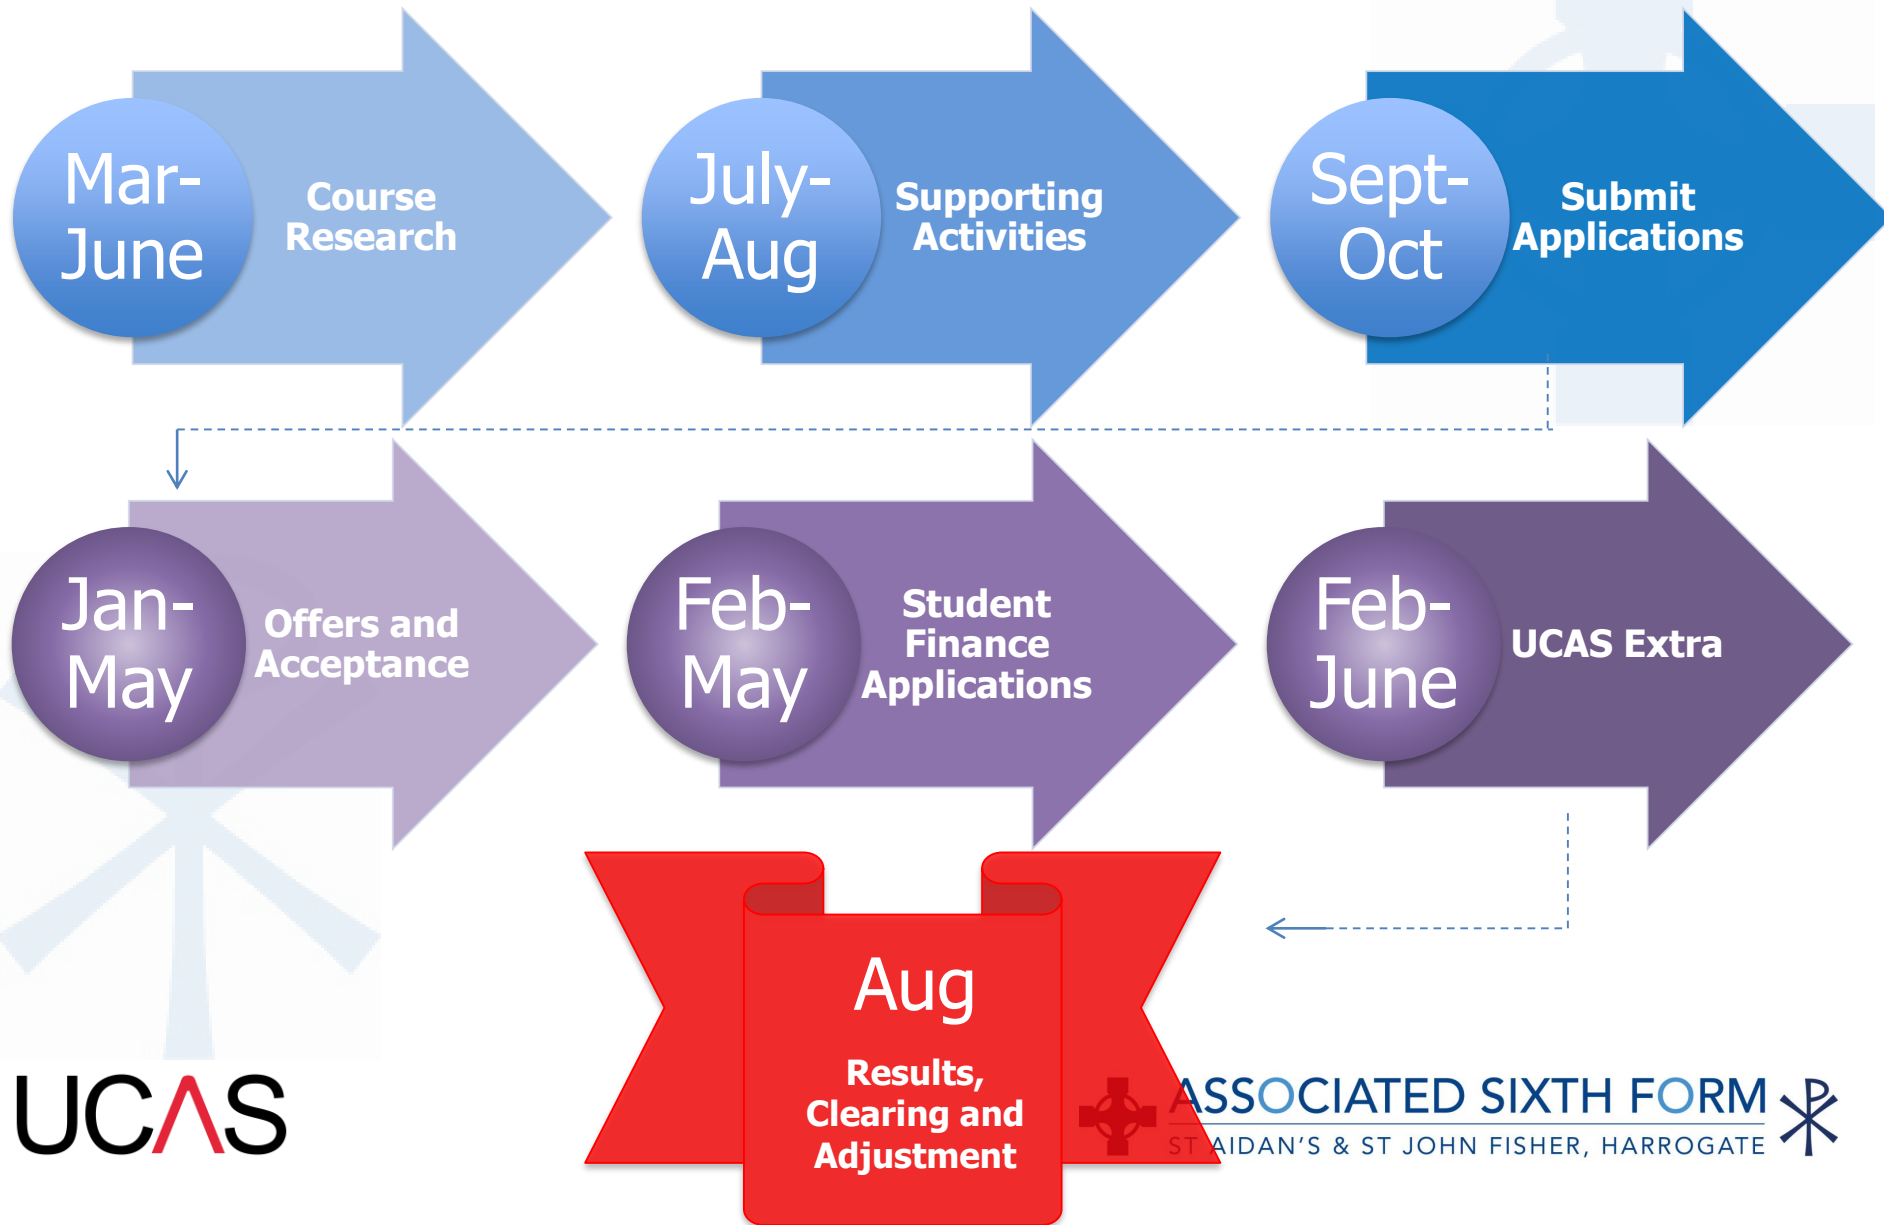 Mar-
June
Course
Research
July-
Aug
Supporting
Activities
Sept-
Oct
Submit
Applications
Jan-
May
Offers and
Acceptance
Feb-
May
Student
Finance
Applications
Feb-
June
UCAS Extra
Aug
Results,
Clearing and
Adjustment
UCAS
ASSOCIATED SIXTH FORM
ST AIDAN'S & ST JOHN FISHER, HARROGATE